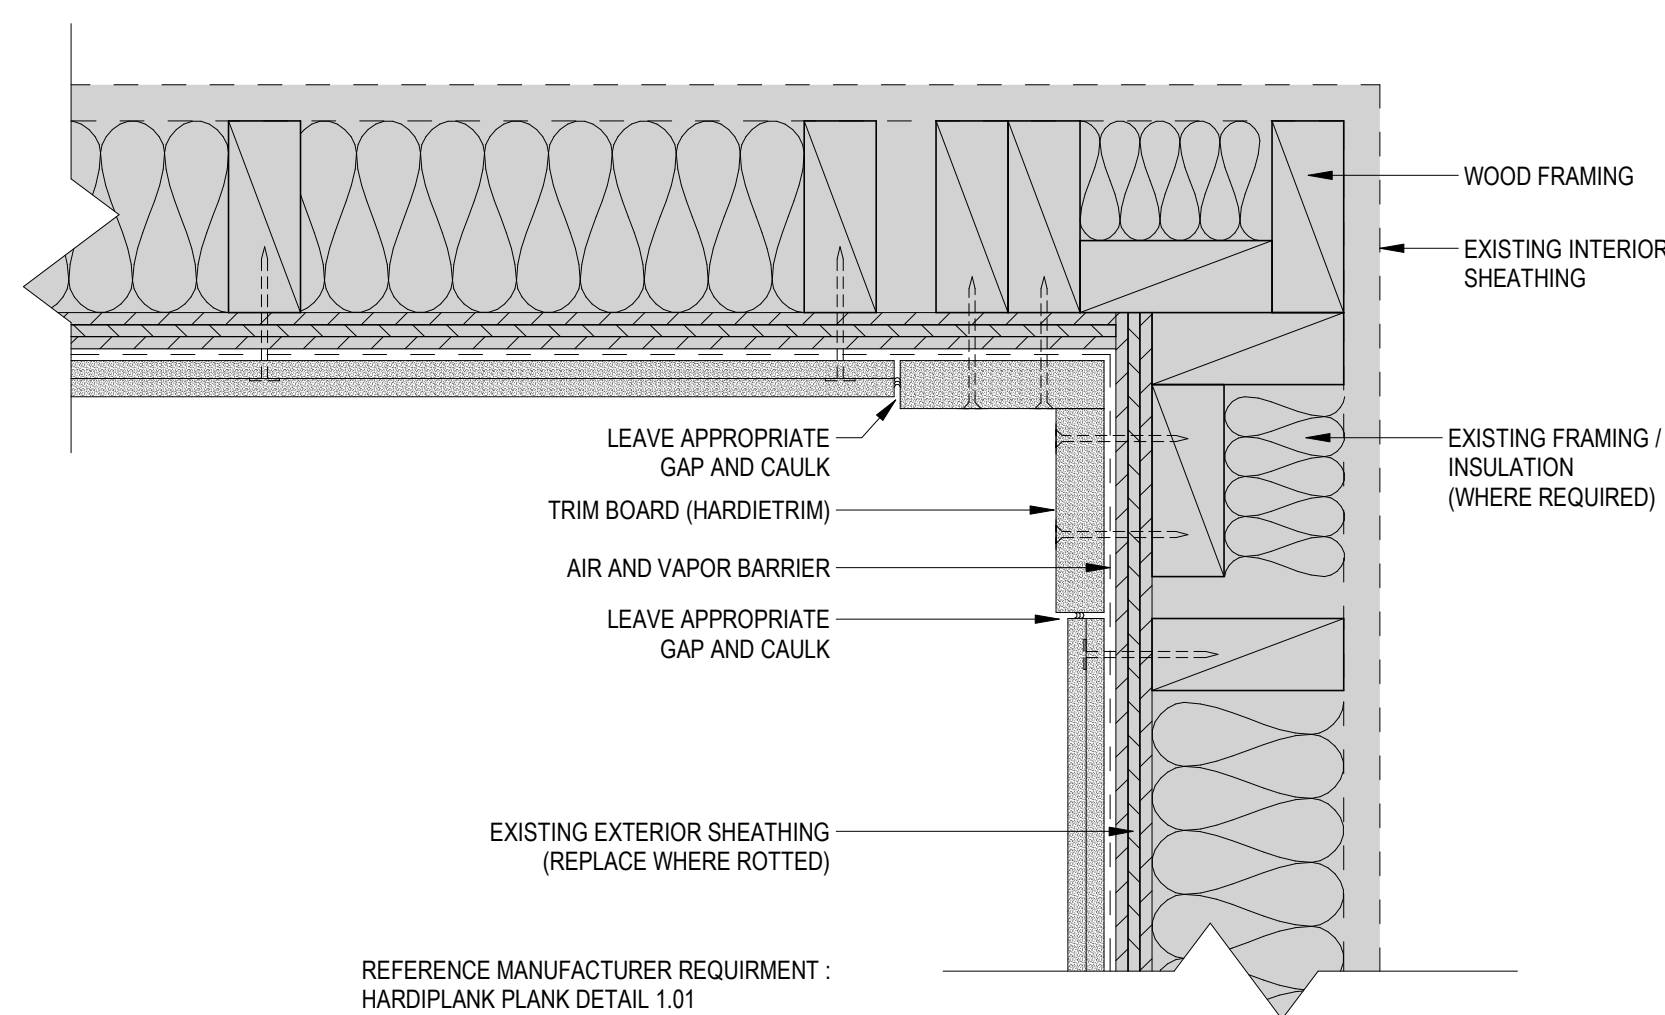 WOOD FRAMING
EXISTING INTERIOR
SHEATHING
LEAVE APPROPRIATE
GAP AND CAULK
EXISTING FRAMING /
INSULATION
(WHERE REQUIRED)
TRIM BOARD (HARDIETRIM)
AIR AND VAPOR BARRIER
LEAVE APPROPRIATE
GAP AND CAULK
EXISTING EXTERIOR SHEATHING
(REPLACE WHERE ROTTED)
REFERENCE MANUFACTURER REQUIRMENT :
HARDIPLANK PLANK DETAIL 1.01